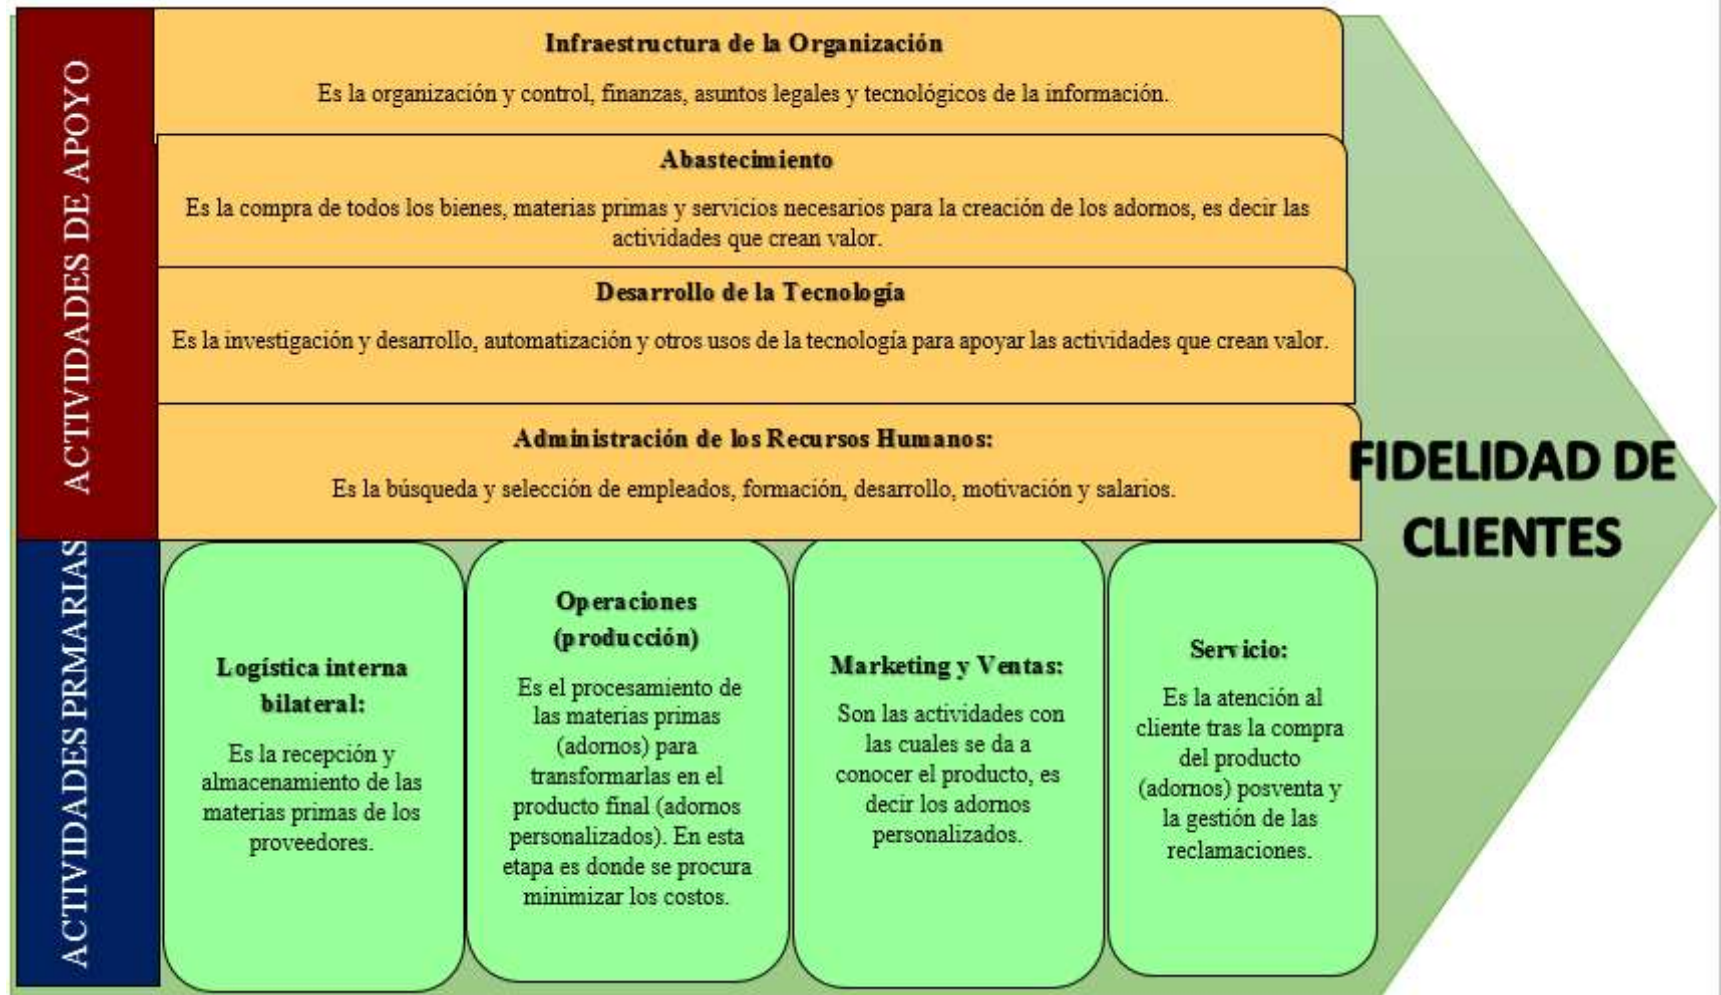 ACTIVIDADES DE APOYO
Infraestructura de la Organización
Es la organización y control, finanzas, asuntos legales y tecnológicos de la información.
Abastecimiento
Es la compra de todos los bienes, materias primas y servicios necesarios para la creación de los adornos, es decir las
actividades que crean valor.
Desarrollo de la Tecnología
Es la investigación y desarrollo, automatización y otros usos de la tecnología para apoyar las actividades que crean valor.
Administración de los Recursos Humanos:
Es la búsqueda y selección de empleados, formación, desarrollo, motivación y salarios.
ACTIVIDADES PRMARIAS
Logística interna
bilateral:
Es la recepción y
almacenamiento de las
materias primas de los
proveedores.
Operaciones
(producción)
Es el procesamiento de
las materias primas
(adornos) para
transformarlas en el
producto final (adornos
personalizados). En esta
etapa es donde se procura
minimizar los costos.
Marketing y Ventas:
Son las actividades con
las cuales se da a
conocer el producto, es
decir los adornos
personalizados.
Servicio:
Es la atención al
cliente tras la compra
del producto
(adornos) posventa y
la gestión de las
reclamaciones.
FIDELIDAD DE
CLIENTES